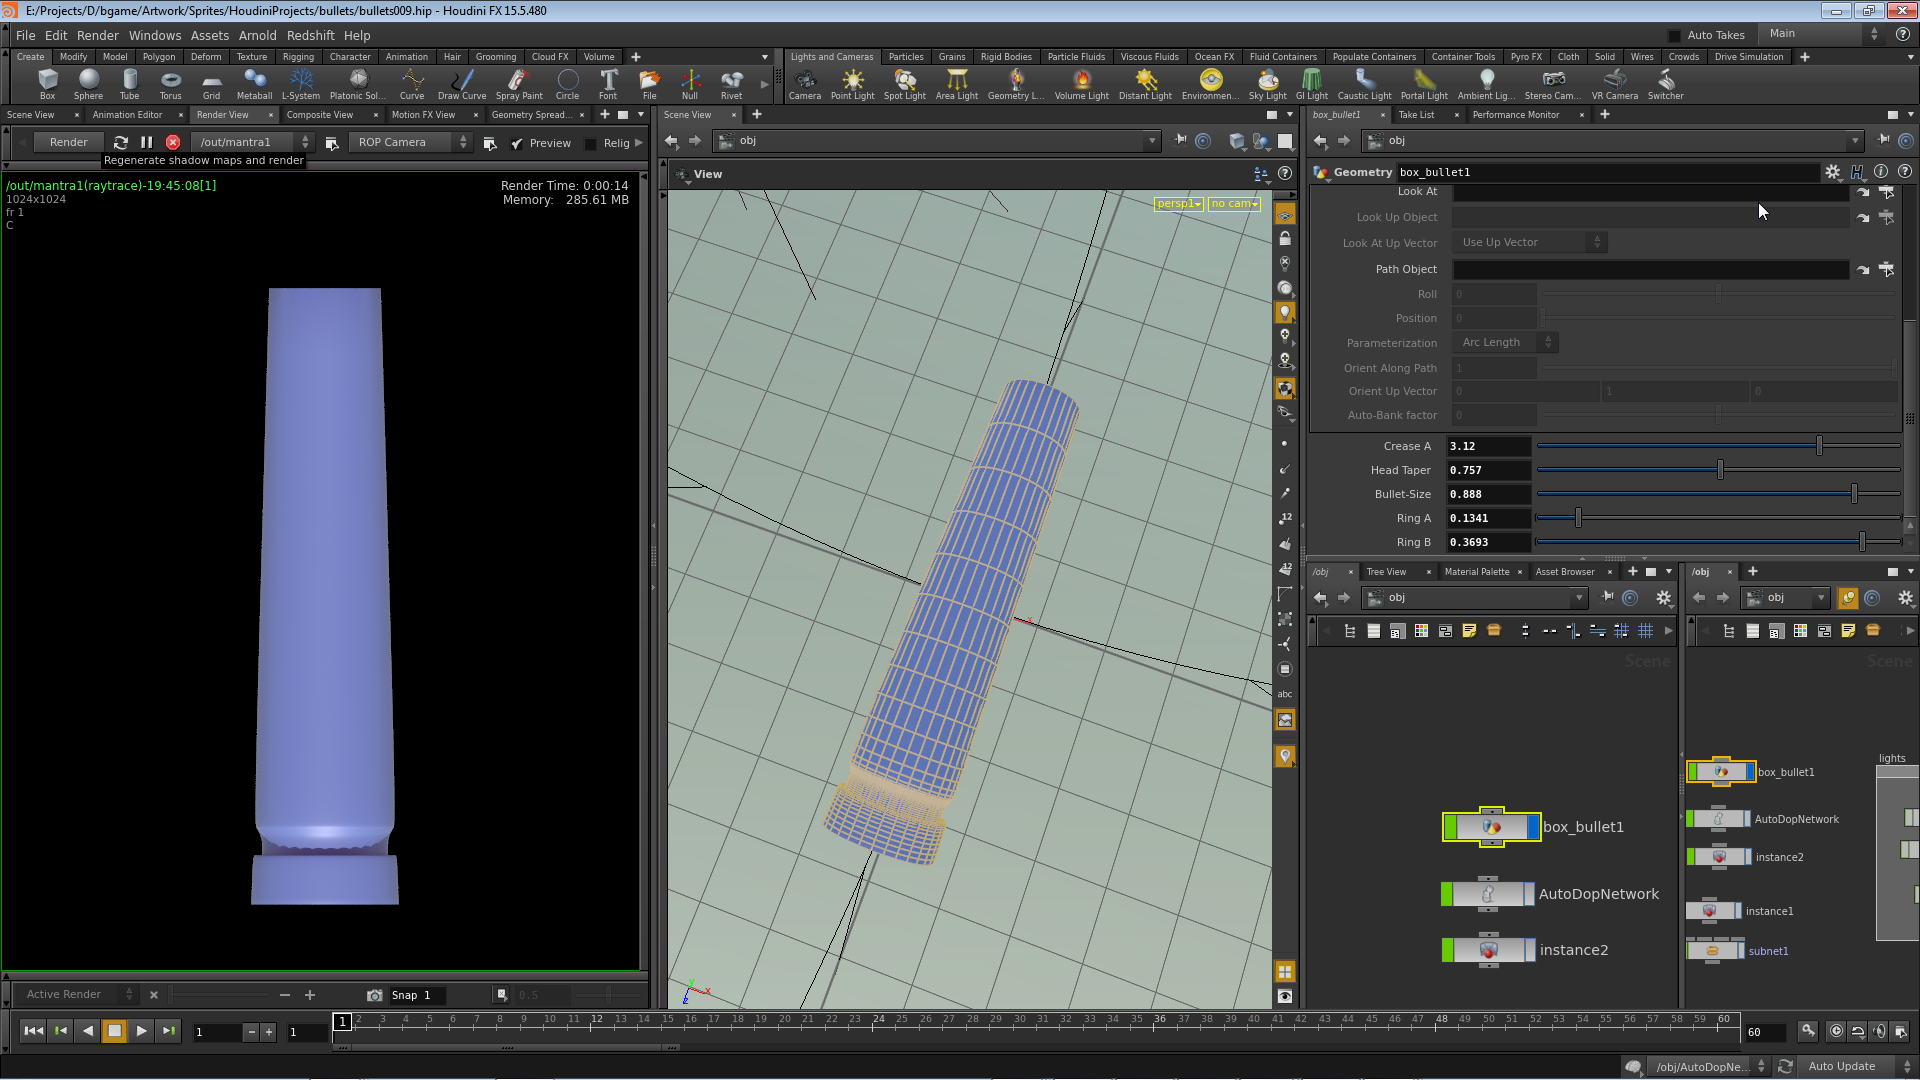 E:/Projects/D/bgame/Artwork/Sprites/HoudiniProjects/bullets/bullets009.hip - Houdini FX 15.5.480
File Edit Render Windows Assets Arnold Redshift Help
Auto Takes Main
Create Modify Model Polygon Deform Texture Rigging Character Animation Hair Grooming Cloud FX Volume
Lights and Cameras Particles Grains Rigid Bodies Particle Fluids Viscous Fluids Ocean FX Fluid Containers Populate Containers Container Tools Pyro FX Cloth Solid Wires Crowds Drive Simulation
Box Sphere Tube Torus Grid Metaball L-System Platonic Sol... Curve Draw Curve Spray Paint Circle Font File Null Rivet
Camera Point Light Spot Light Area Light Geometry L... Volume Light Distant Light Environmen... Sky Light GI Light Caustic Light Portal Light Ambient Lig... Stereo Cam... VR Camera Switcher
Scene View Animation Editor Render View Composite View Motion FX View Geometry Spread...
Scene View
box_bullet1 Take List Performance Monitor
Render /out/mantra1 ROP Camera Preview Relig
obj
obj
Regenerate shadow maps and render
View
Geometry box_bullet1
/out/mantra1(raytrace)-19:45:08[1]
1024x1024
fr 1
C
Render Time: 0:00:14
Memory: 285.61 MB
persp1 no cam
Look At
Look Up Object
Look At Up Vector Use Up Vector
Path Object
Roll 0
Position 0
Parameterization Arc Length
Orient Along Path 1
Orient Up Vector 0 1 0
Auto-Bank factor 0
Crease A 3.12
Head Taper 0.757
Bullet-Size 0.888
Ring A 0.1341
Ring B 0.3693
12
12
abc
x
y
x
z
/obj Tree View Material Palette Asset Browser
/obj
obj
obj
Scene
Scene
box_bullet1
AutoDopNetwork
instance2
lights
box_bullet1
AutoDopNetwork
instance2
instance1
subnet1
Active Render Snap 1 0.5
1 1 1 2 3 4 5 6 7 8 9 10 11 12 13 14 15 16 17 18 19 20 21 22 23 24 25 26 27 28 29 30 31 32 33 34 35 36 37 38 39 40 41 42 43 44 45 46 47 48 49 50 51 52 53 54 55 56 57 58 59 60 60
/obj/AutoDopNe... Auto Update